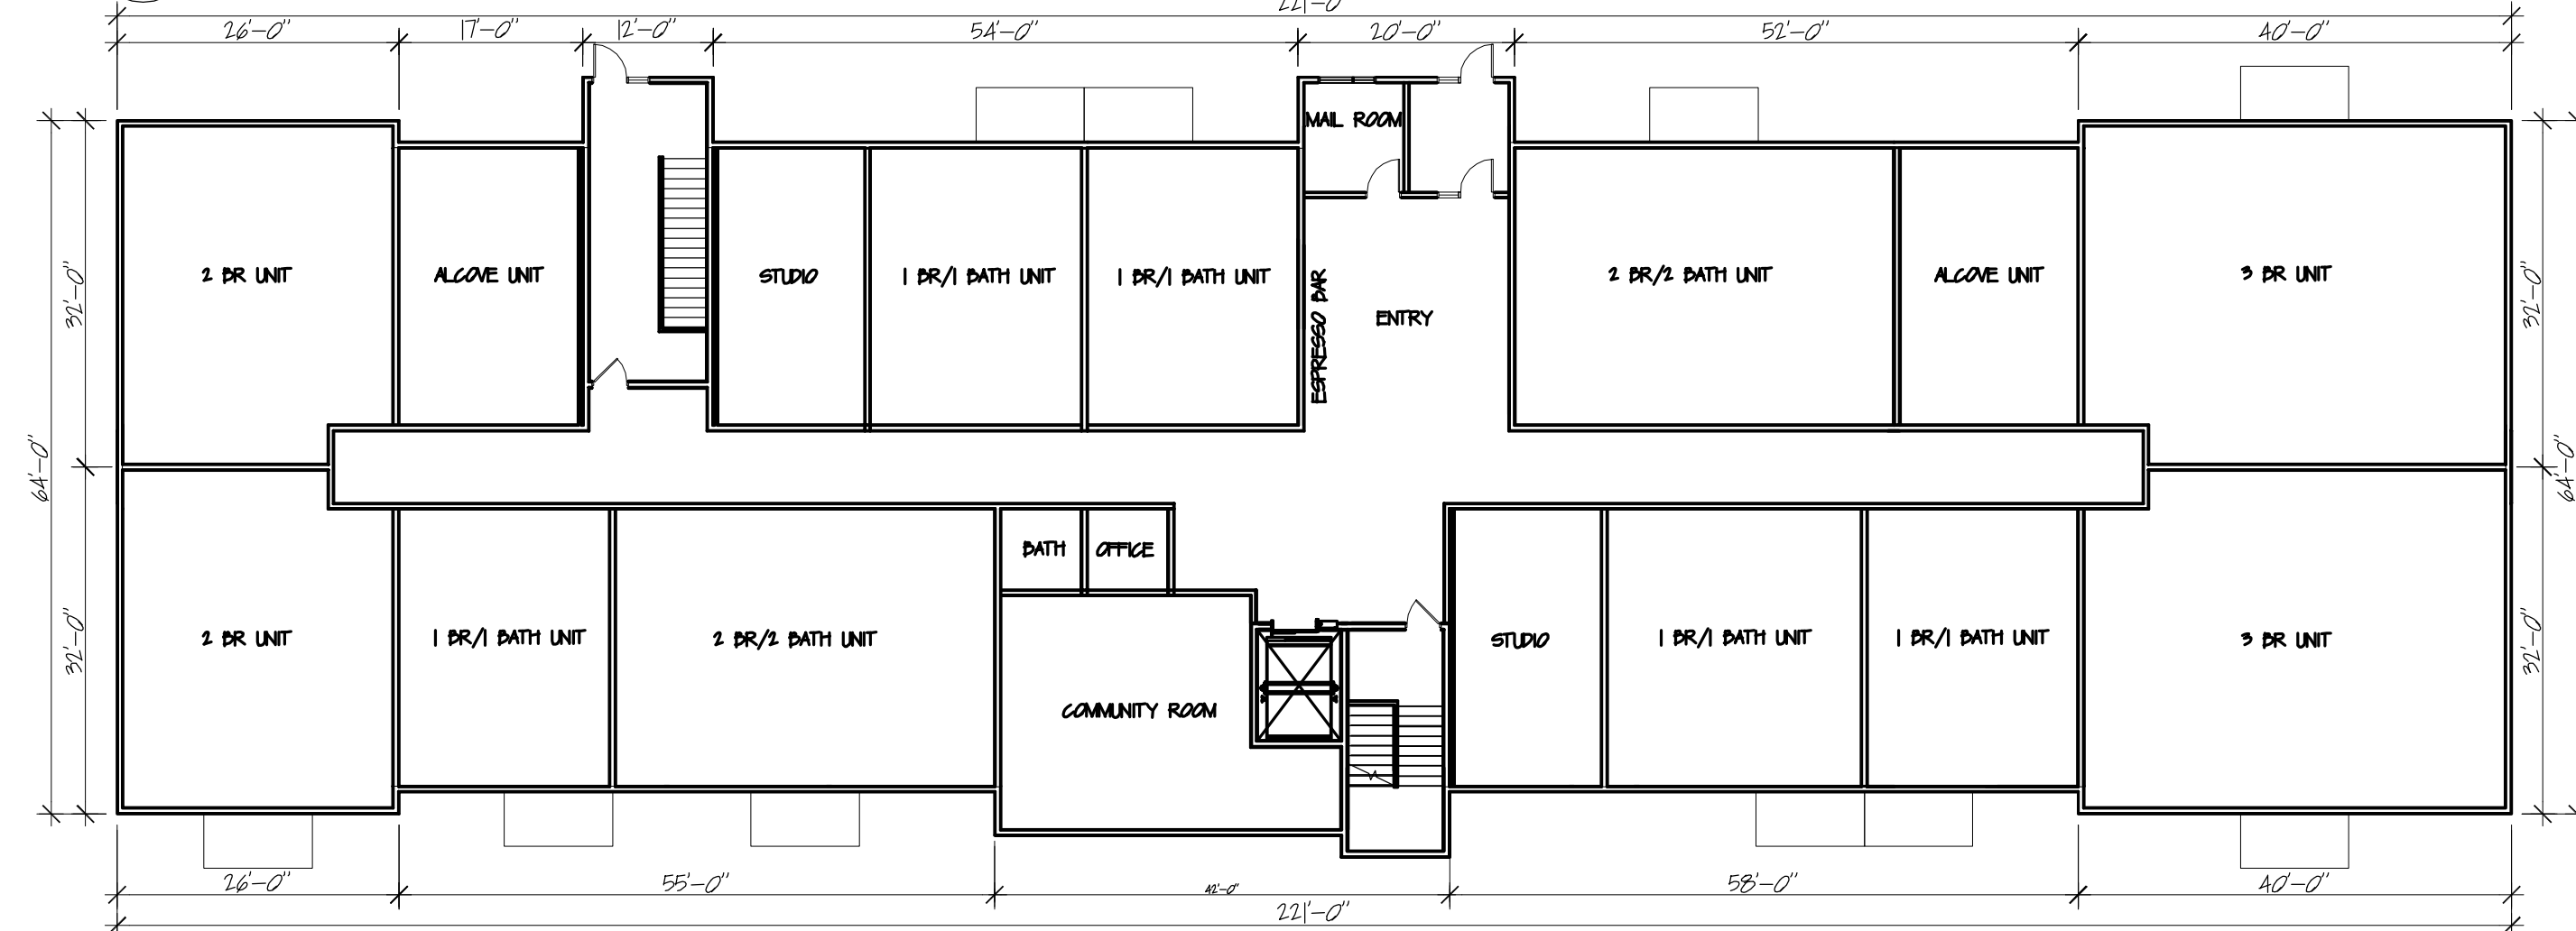 221'-0"
26'-0" 17'-0" 12'-0" 54'-0" 20'-0" 52'-0" 40'-0"
MAIL ROOM
2 BR UNIT ALCOVE UNIT STUDIO 1 BR/1 BATH UNIT 1 BR/1 BATH UNIT 2 BR/2 BATH UNIT ALCOVE UNIT 3 BR UNIT
32'-0" 32'-0"
ESPRESSO BAR
ENTRY
64'-0" 64'-0"
BATH OFFICE
2 BR UNIT 1 BR/1 BATH UNIT 2 BR/2 BATH UNIT STUDIO 1 BR/1 BATH UNIT 1 BR/1 BATH UNIT 3 BR UNIT
32'-0" 32'-0"
COMMUNITY ROOM
26'-0" 55'-0" 42'-0" 58'-0" 40'-0"
221'-0"